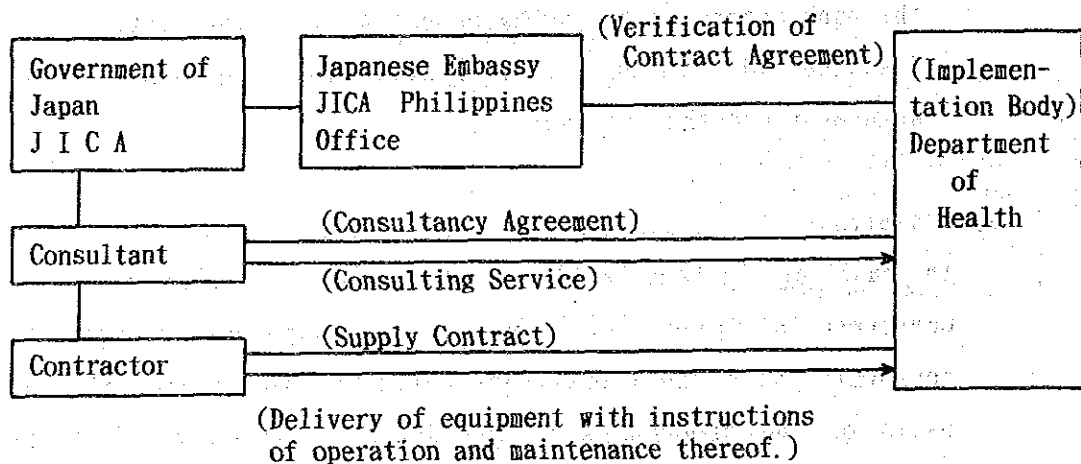 (Verification of
Contract Agreement)
Government of
Japan
J I C A
Japanese Embassy
JICA Philippines
Office
(Implemen-
tation Body)
Department
of
Health
(Consultancy Agreement)
Consultant
(Consulting Service)
(Supply Contract)
Contractor
(Delivery of equipment with instructions
of operation and maintenance thereof.)